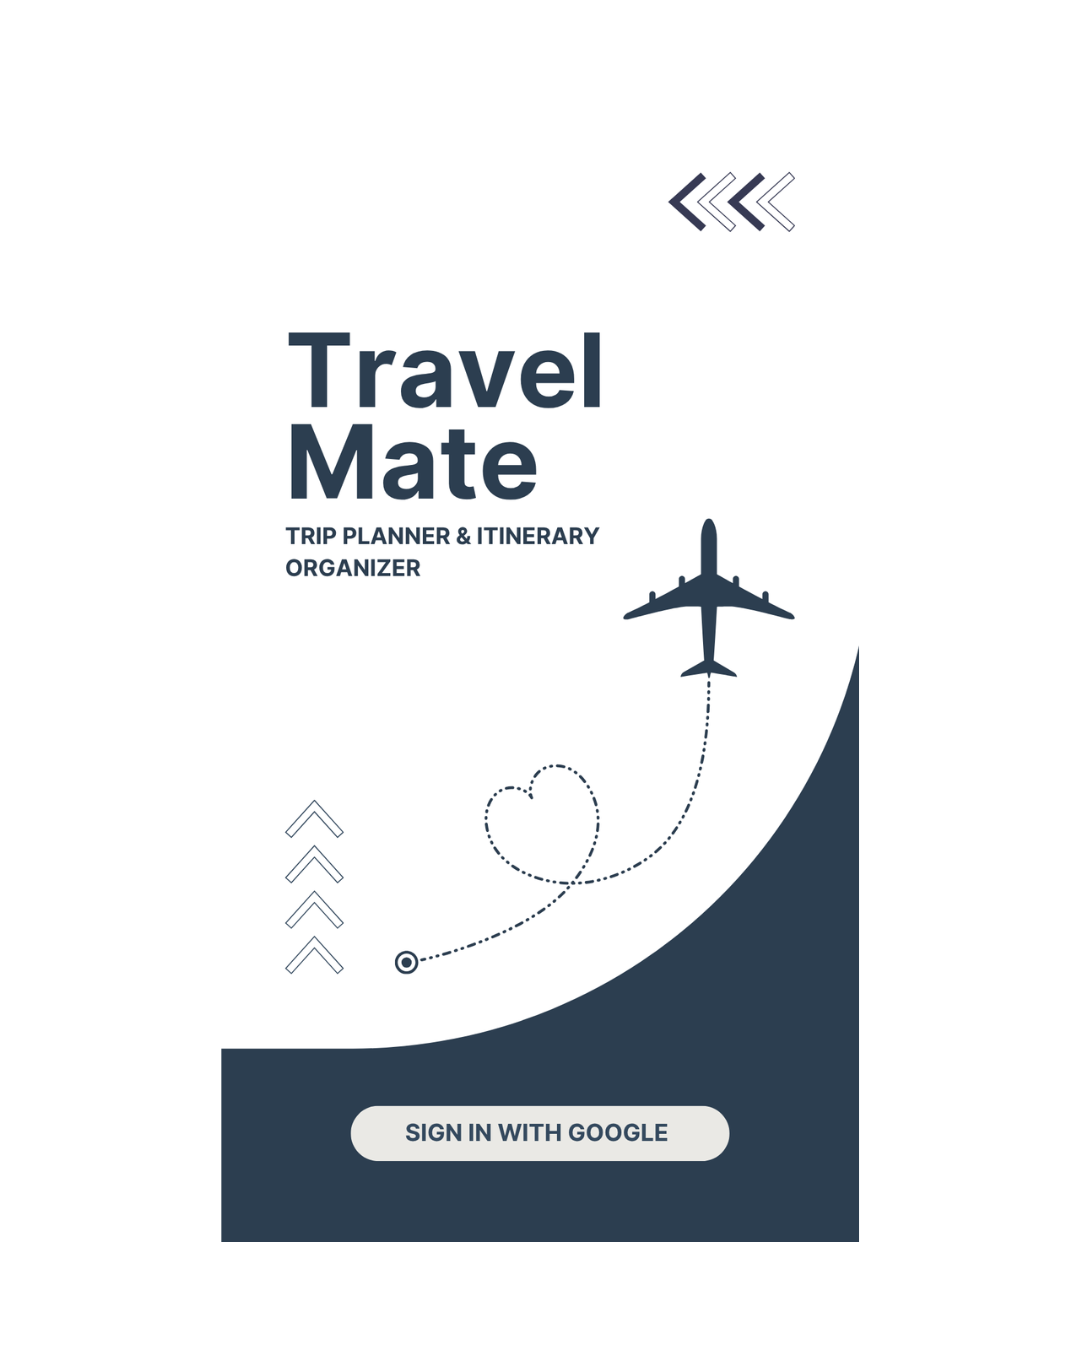 Travel
Mate
TRIP PLANNER & ITINERARY
ORGANIZER
SIGN IN WITH GOOGLE